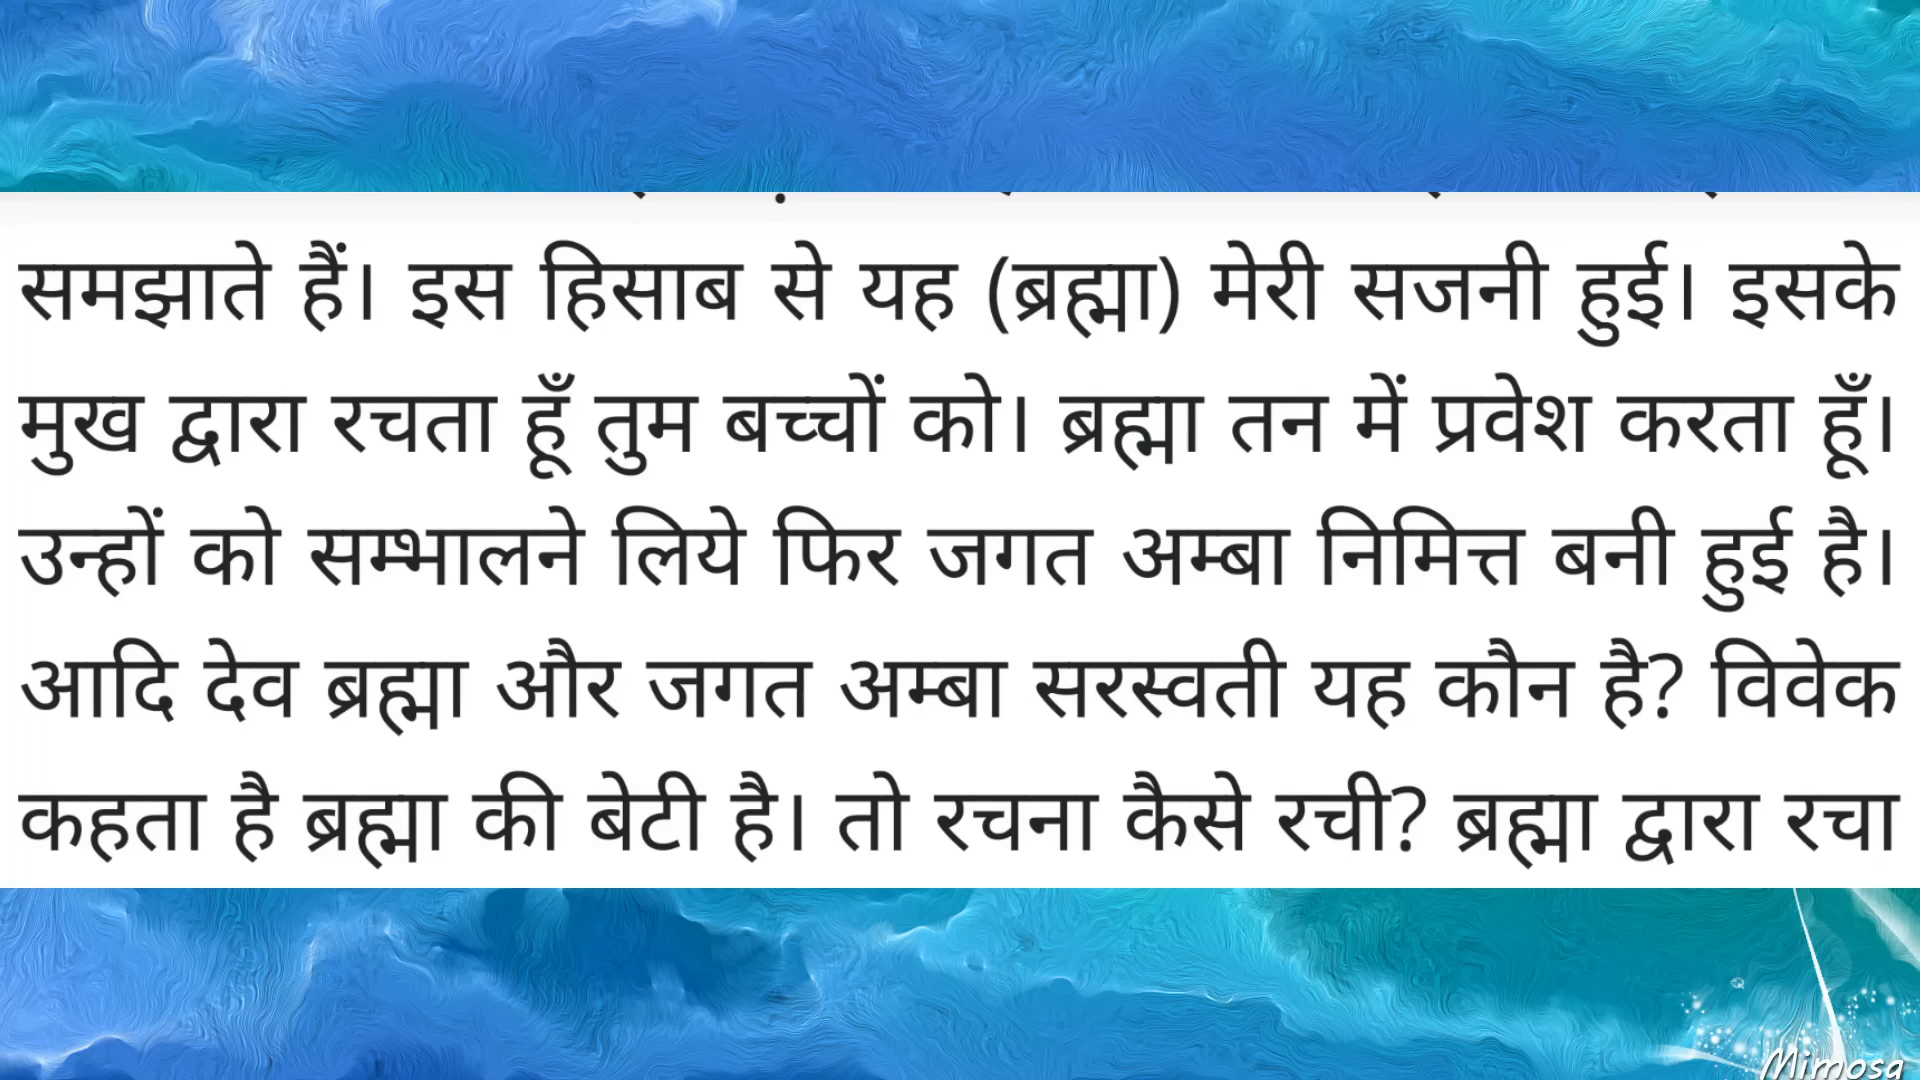 समझाते हैं। इस हिसाब से यह (ब्रह्मा) मेरी सजनी हुई। इसके
मुख द्वारा रचता हूँ तुम बच्चों को। ब्रह्मा तन में प्रवेश करता हूँ।
उन्हों को सम्भालने लिये फिर जगत अम्बा निमित्त बनी हुई है।
आदि देव ब्रह्मा और जगत अम्बा सरस्वती यह कौन है? विवेक
कहता है ब्रह्मा की बेटी है। तो रचना कैसे रची? ब्रह्मा द्वारा रचा
Mimosa